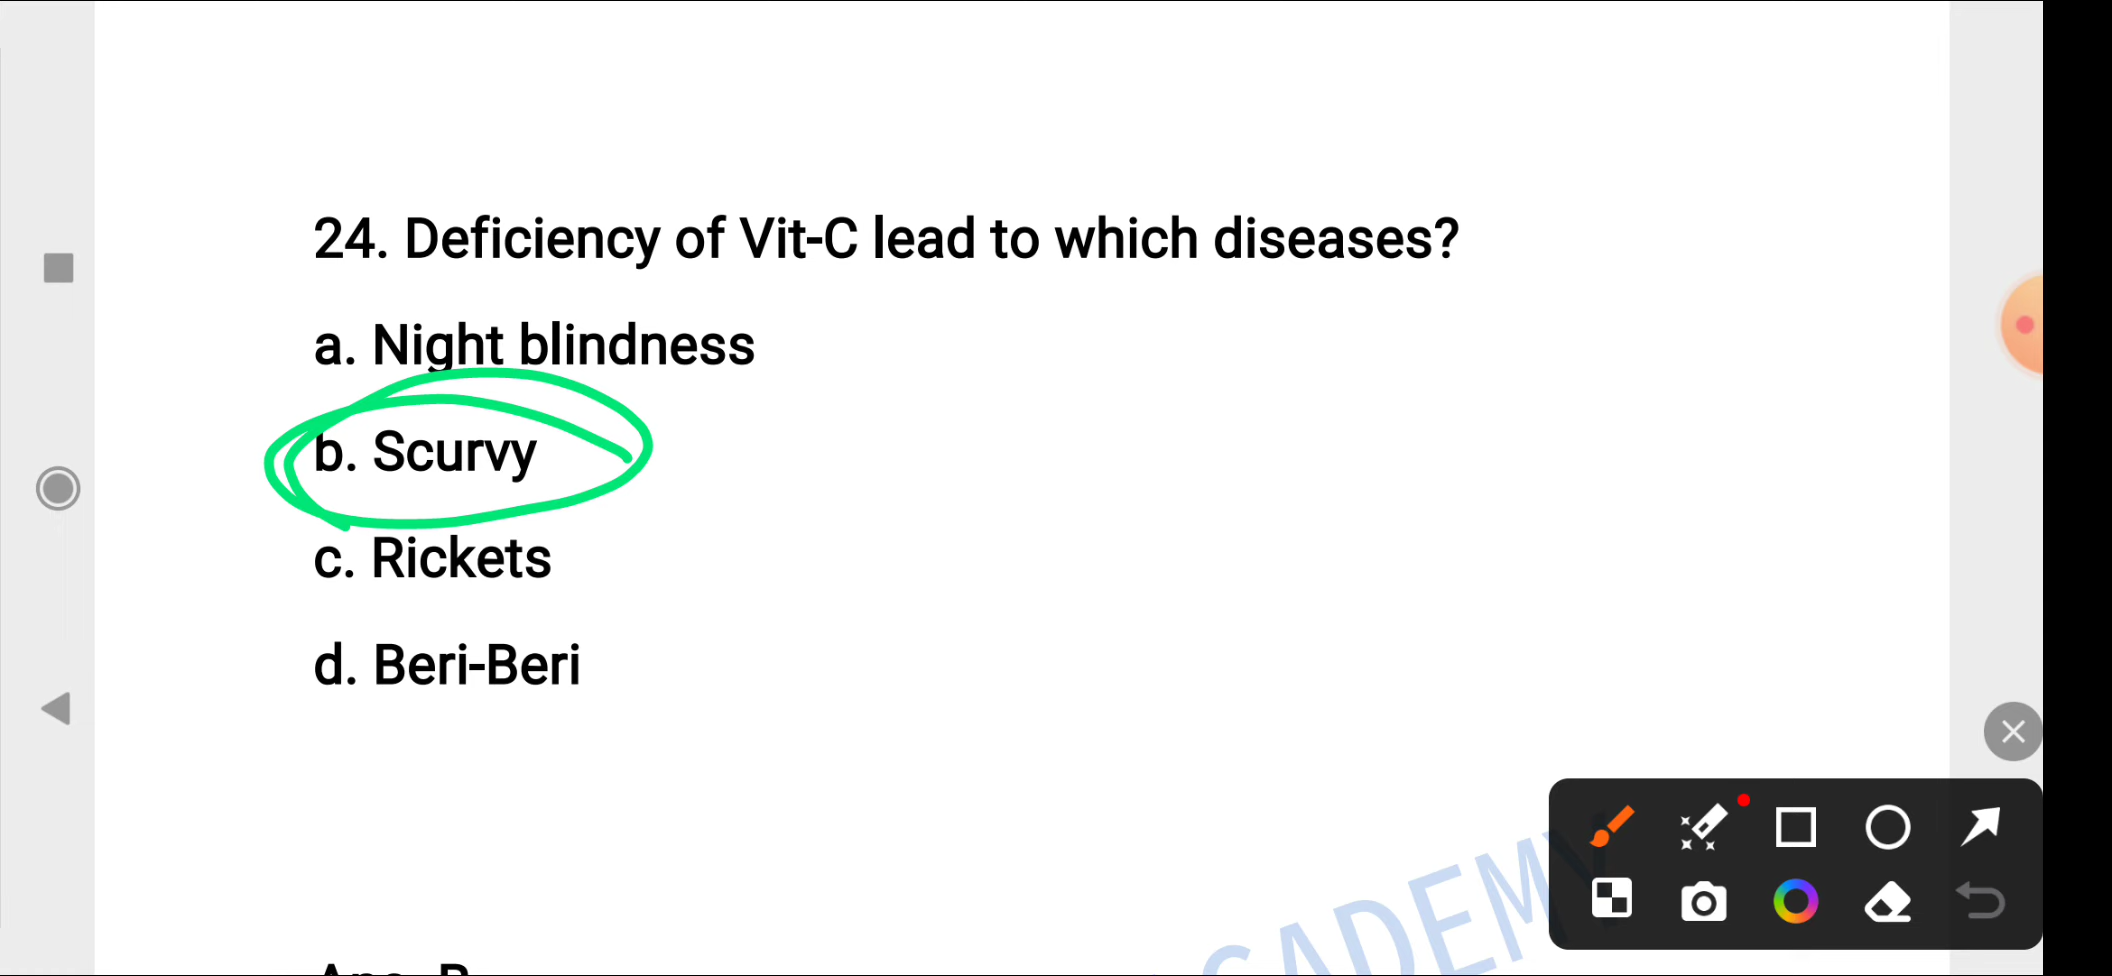 24. Deficiency of Vit-C lead to which diseases?
a. Night blindness
b. Scurvy
c. Rickets
d. Beri-Beri